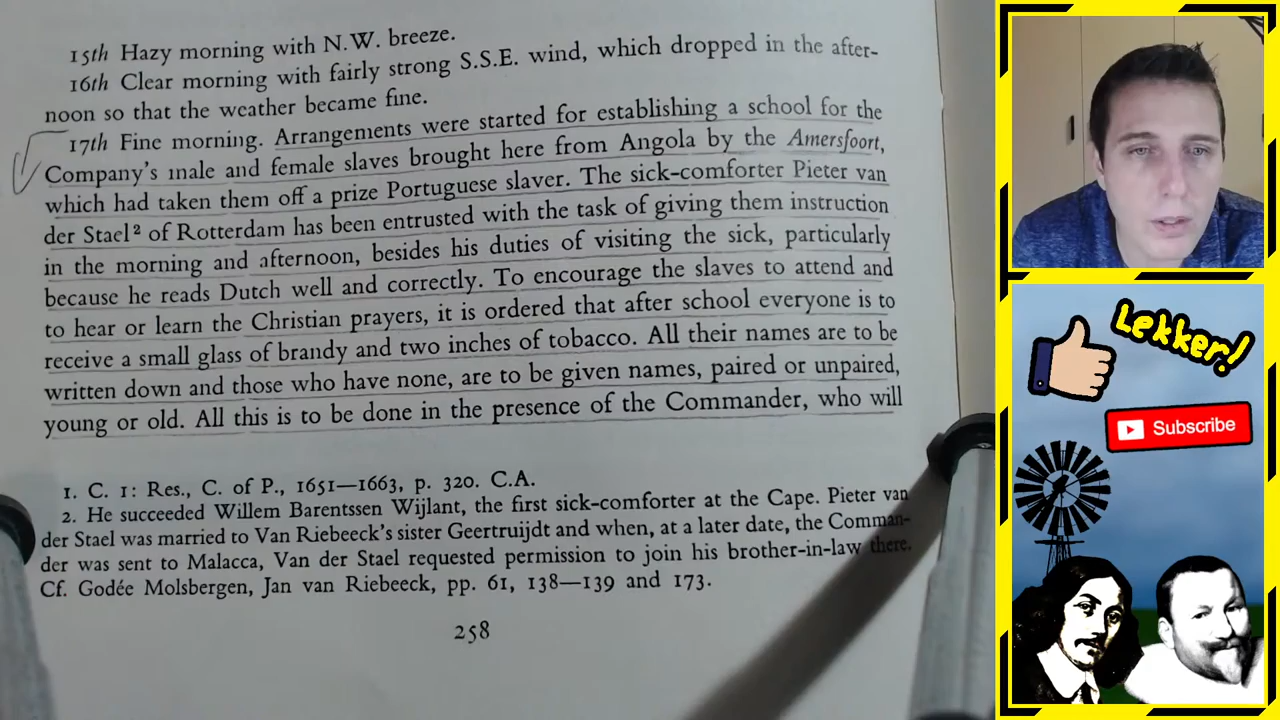 15th Hazy morning with N.W. breeze.
16th Clear morning with fairly strong S.S.E. wind, which dropped in the after-
noon so that the weather became fine.
17th Fine morning. Arrangements were started for establishing a school for the
Company's male and female slaves brought here from Angola by the Amersfoort,
which had taken them off a prize Portuguese slaver. The sick-comforter Pieter van
der Stael² of Rotterdam has been entrusted with the task of giving them instruction
in the morning and afternoon, besides his duties of visiting the sick, particularly
because he reads Dutch well and correctly. To encourage the slaves to attend and
to hear or learn the Christian prayers, it is ordered that after school everyone is to
receive a small glass of brandy and two inches of tobacco. All their names are to be
written down and those who have none, are to be given names, paired or unpaired,
young or old. All this is to be done in the presence of the Commander, who will
1. C. 1: Res., C. of P., 1651—1663, p. 320. C.A.
2. He succeeded Willem Barentssen Wijlant, the first sick-comforter at the Cape. Pieter van
der Stael was married to Van Riebeeck's sister Geertruijdt and when, at a later date, the Comman-
der was sent to Malacca, Van der Stael requested permission to join his brother-in-law there.
Cf. Godée Molsbergen, Jan van Riebeeck, pp. 61, 138—139 and 173.
258
Lekker!
Subscribe